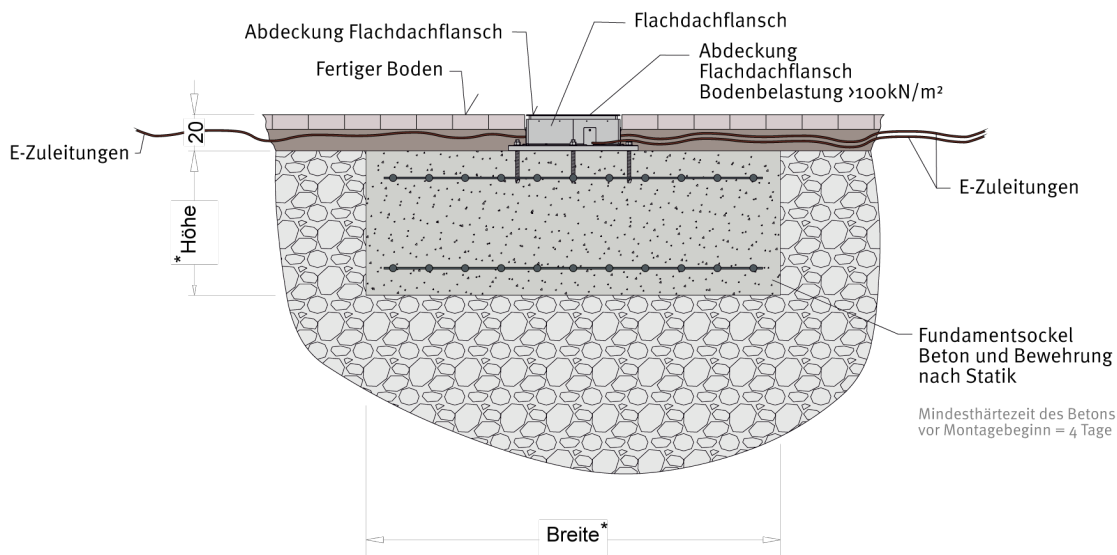 Flachdachflansch
Abdeckung Flachdachflansch
Abdeckung
Flachdachflansch
Bodenbelastung >100kN/m²
Fertiger Boden
20
E-Zuleitungen
E-Zuleitungen
* Höhe
Fundamentsockel
Beton und Bewehrung
nach Statik
Mindesthärtezeit des Betons
vor Montagebeginn = 4 Tage
Breite*